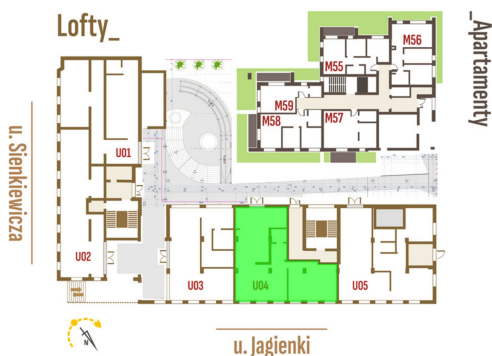 Lofty_
_Apartamenty
M56
M55
M59
M58
M57
U01
u. Sienkiewicza
U02
U03
U04
U05
N
u. Jagienki